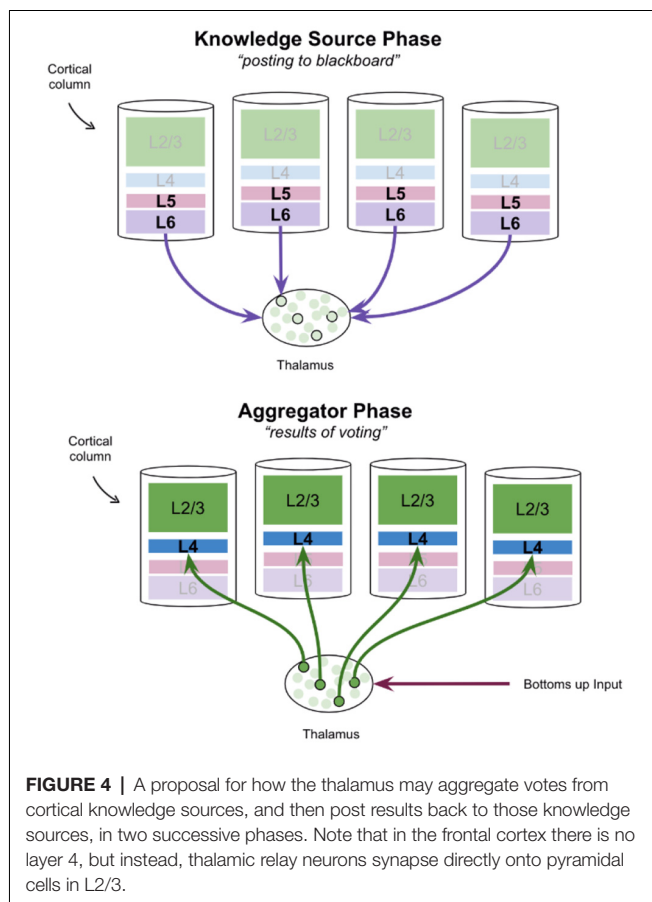 Knowledge Source Phase
"posting to blackboard"
Cortical
column
L2/3
L2/3
L2/3
L2/3
L4
L4
L4
L4
L5
L5
L5
L5
L6
L6
L6
L6
Thalamus
Aggregator Phase
"results of voting"
Cortical
column
L2/3
L2/3
L2/3
L2/3
L4
L4
L4
L4
L6
L6
L6
L6
Bottoms up Input
Thalamus
FIGURE 4 | A proposal for how the thalamus may aggregate votes from
cortical knowledge sources, and then post results back to those knowledge
sources, in two successive phases. Note that in the frontal cortex there is no
layer 4, but instead, thalamic relay neurons synapse directly onto pyramidal
cells in L2/3.